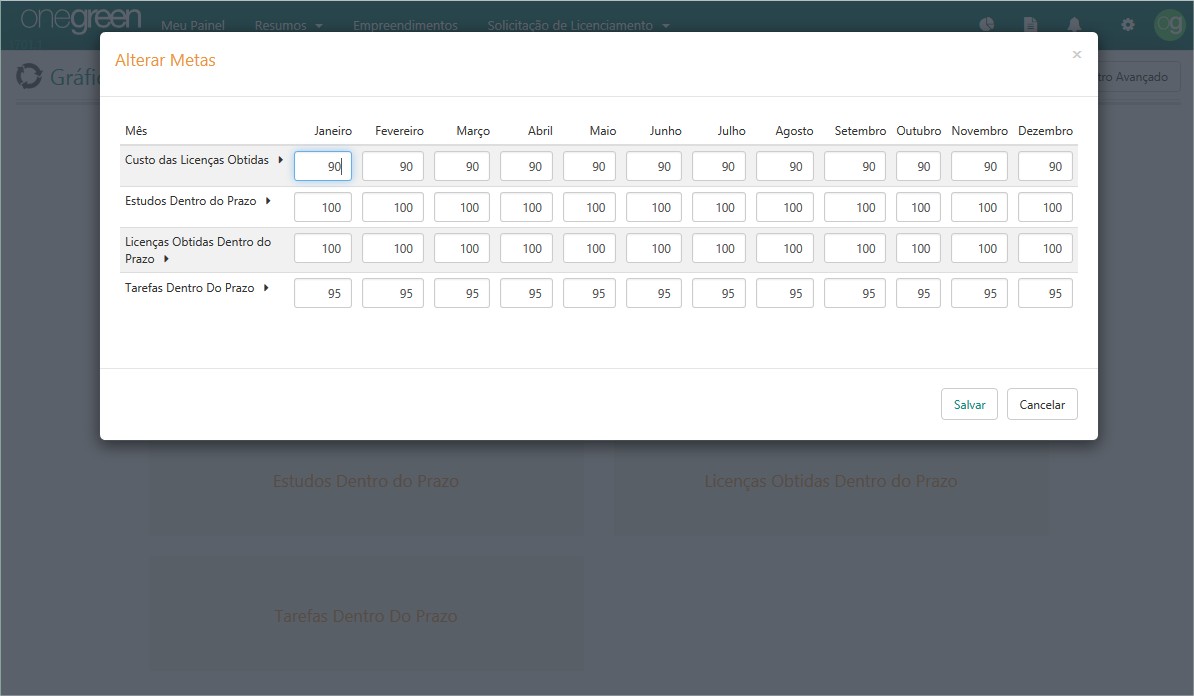 onegreen
Meu Painel Resumos Empreendimentos Solicitação de Licenciamento
Alterar Metas ×
Gráfi tro Avançado
Mês Janeiro Fevereiro Março Abril Maio Junho Julho Agosto Setembro Outubro Novembro Dezembro
Custo das Licenças Obtidas 90 90 90 90 90 90 90 90 90 90 90 90
Estudos Dentro do Prazo 100 100 100 100 100 100 100 100 100 100 100 100
Licenças Obtidas Dentro do
Prazo 100 100 100 100 100 100 100 100 100 100 100 100
Tarefas Dentro Do Prazo 95 95 95 95 95 95 95 95 95 95 95 95
Salvar Cancelar
Estudos Dentro do Prazo Licenças Obtidas Dentro do Prazo
Tarefas Dentro Do Prazo